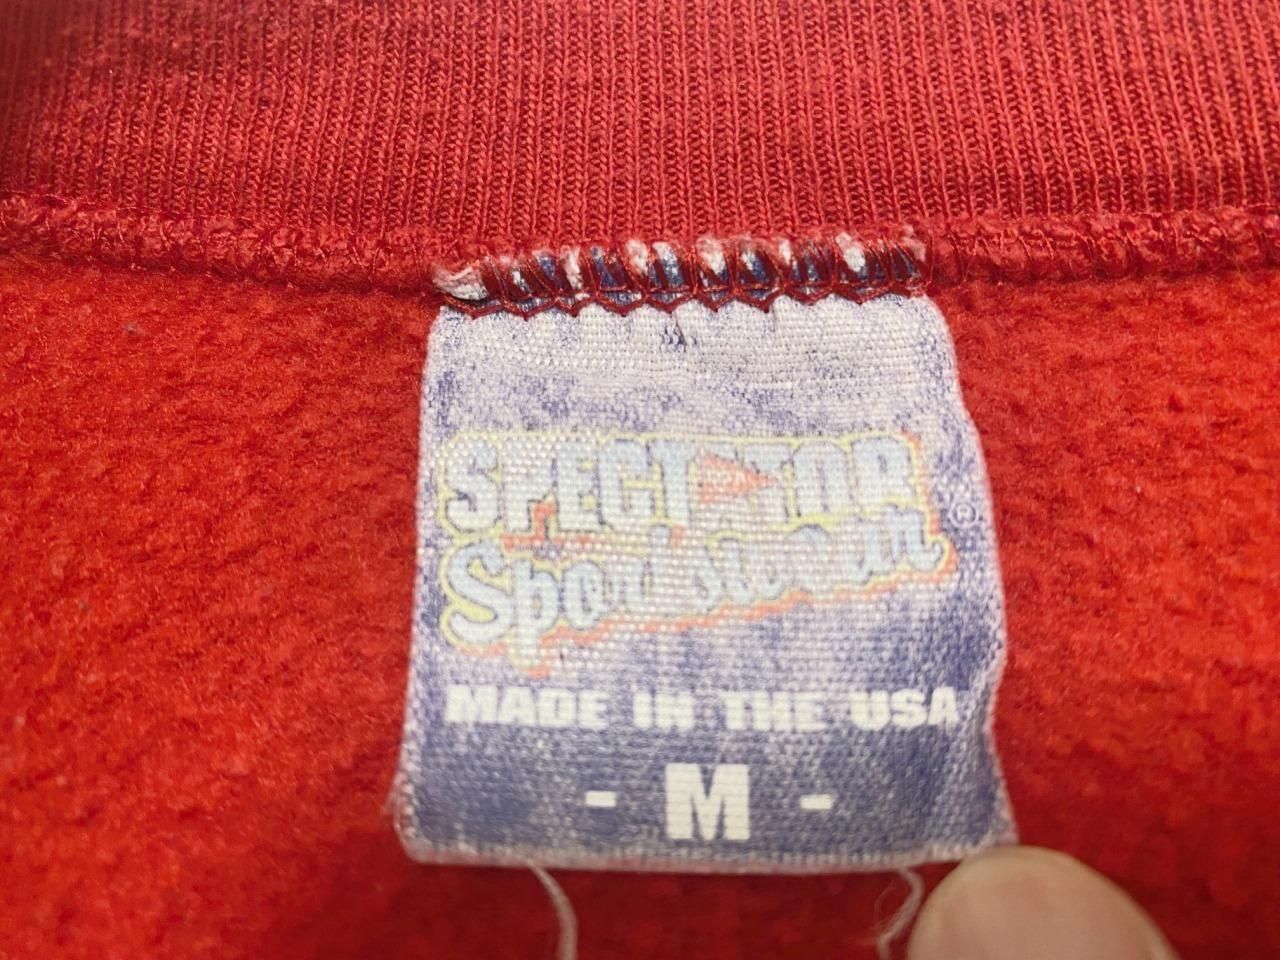 SPECTATOR
Sportswear ®
MADE IN THE USA
- M -